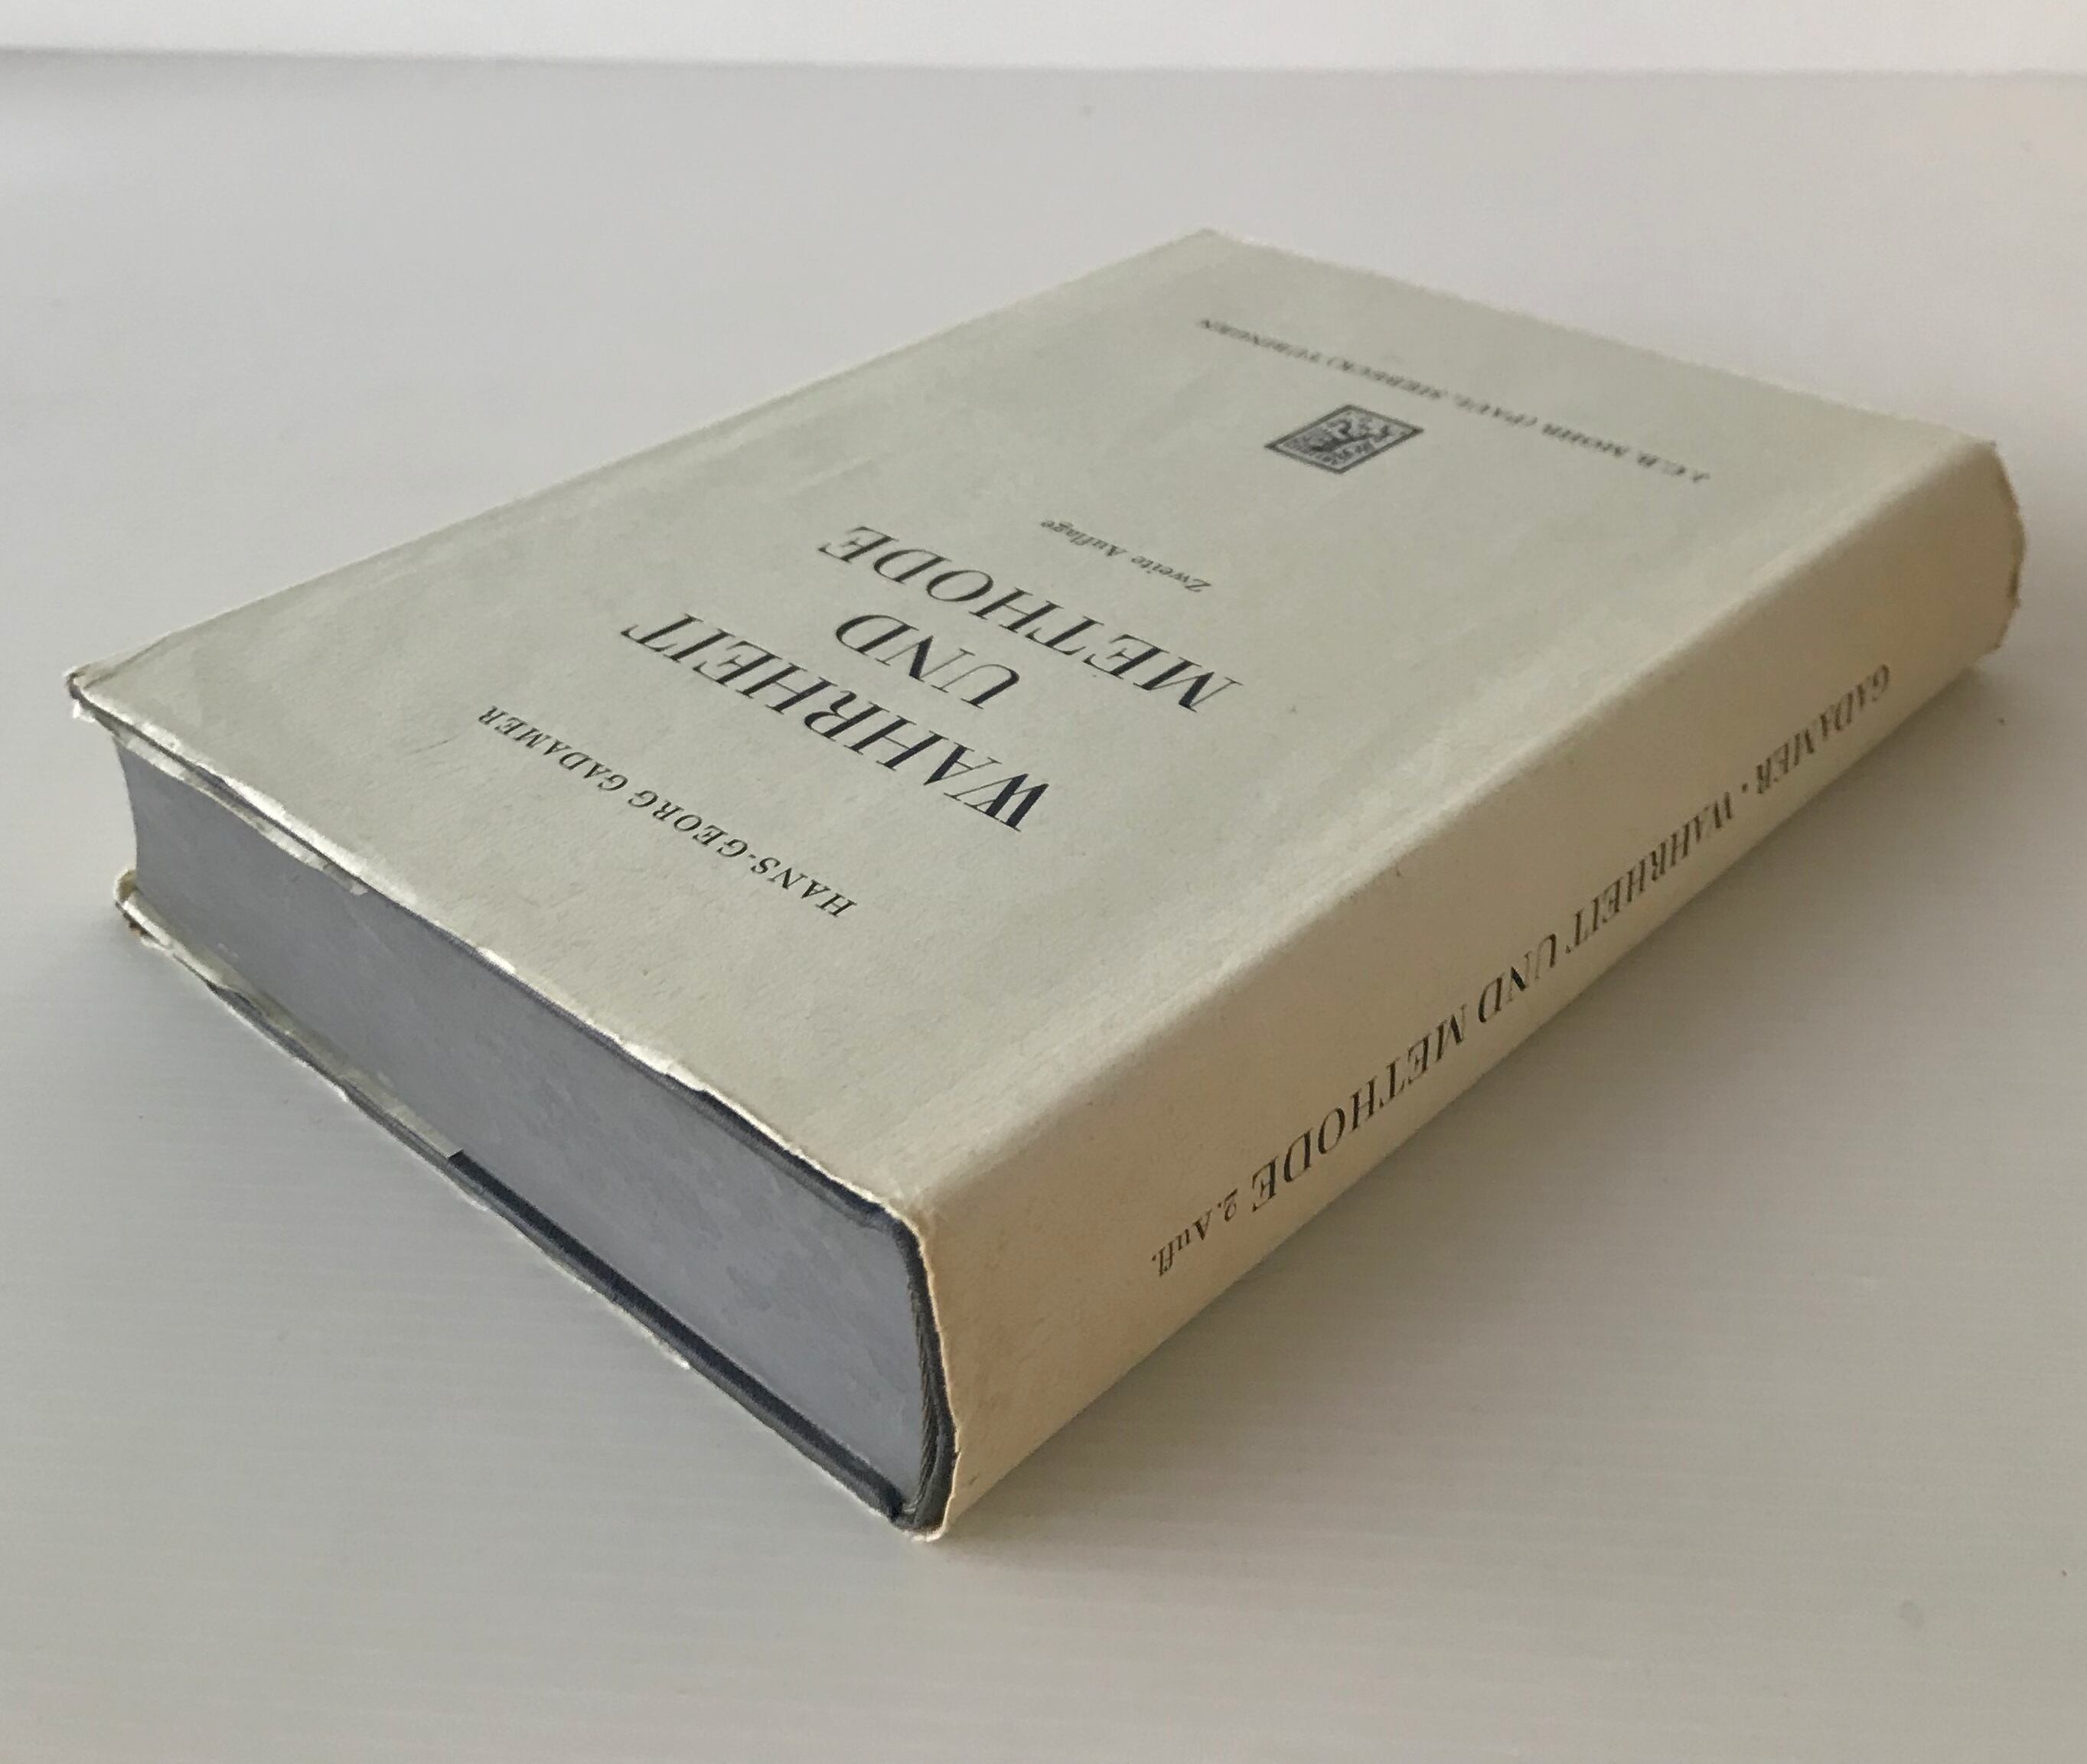 HANS-GEORG GADAMER
WAHRHEIT
UND
METHODE
Zweite Auflage
J. C. B. MOHR (PAUL SIEBECK) TÜBINGEN
GADAMER · WAHRHEIT UND METHODE 2. Aufl.